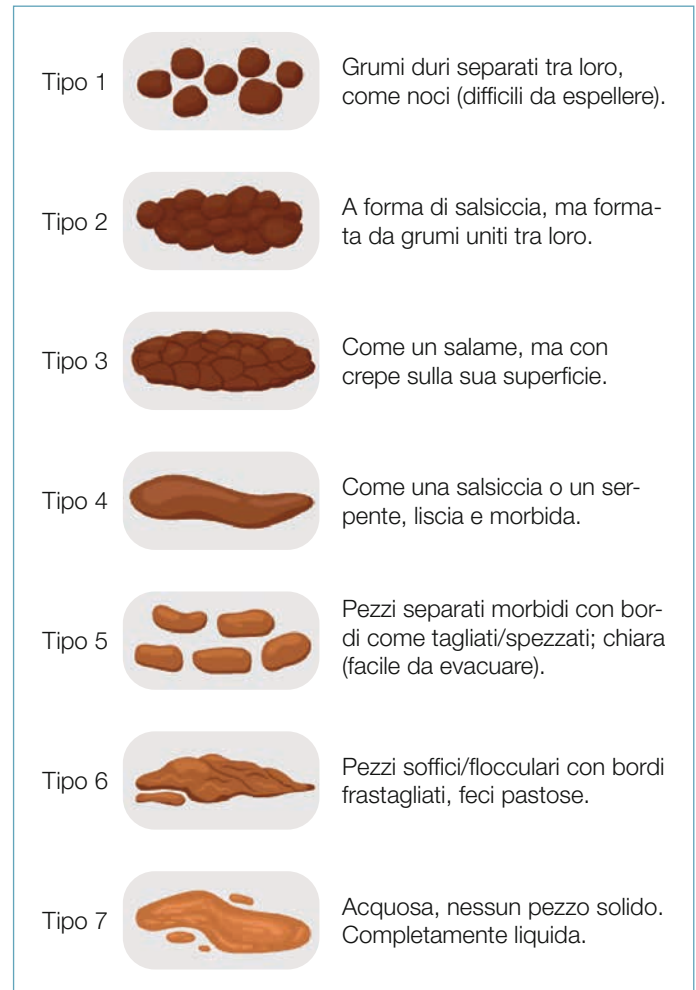 Tipo 1
Grumi duri separati tra loro,
come noci (difficili da espellere).
Tipo 2
A forma di salsiccia, ma forma-
ta da grumi uniti tra loro.
Tipo 3
Come un salame, ma con
crepe sulla sua superficie.
Tipo 4
Come una salsiccia o un ser-
pente, liscia e morbida.
Tipo 5
Pezzi separati morbidi con bor-
di come tagliati/spezzati; chiara
(facile da evacuare).
Tipo 6
Pezzi soffici/flocculari con bordi
frastagliati, feci pastose.
Tipo 7
Acquosa, nessun pezzo solido.
Completamente liquida.